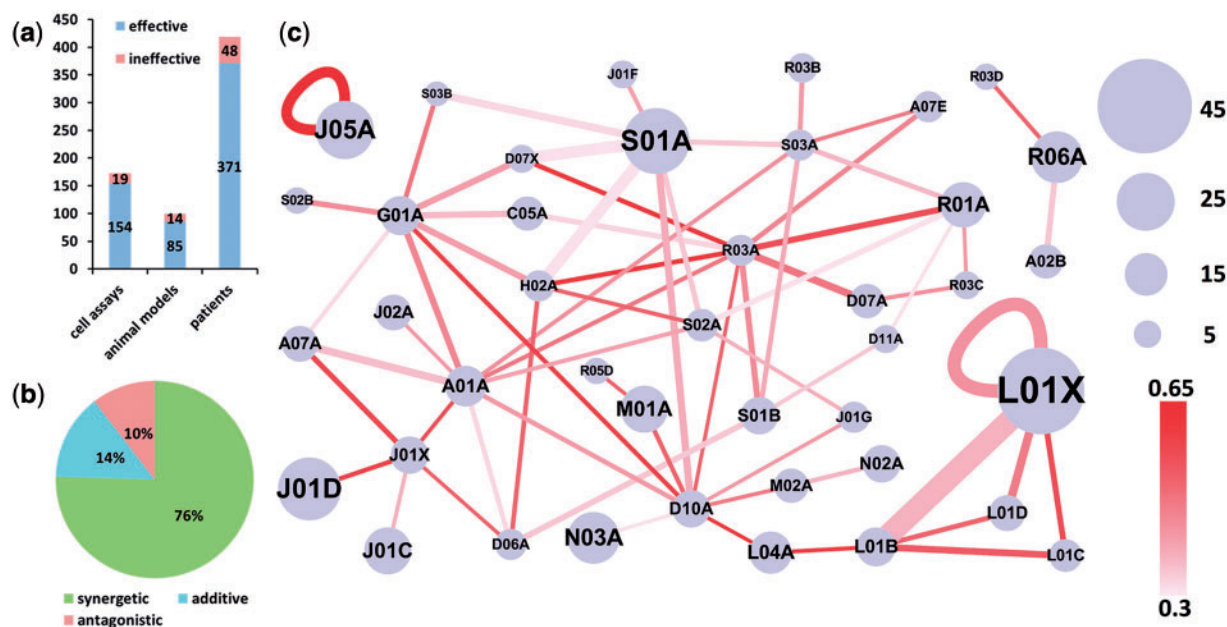 (a)
450
400
350
300
250
200
150
100
50
0
effective
ineffective
19
154
14
85
48
371
cell assays
animal models
patients
(b)
10%
14%
76%
synergetic
additive
antagonistic
(c)
J05A
S03B
J01F
R03B
R03D
S01A
S03A
A07E
R06A
D07X
S02B
G01A
C05A
R01A
R03A
A02B
H02A
D07A
R03C
J02A
S02A
A07A
D11A
R05D
A01A
M01A
S01B
J01G
L01X
J01X
N02A
J01D
M02A
D10A
L01D
J01C
D06A
N03A
L04A
L01B
L01C
45
25
15
5
0.65
0.3